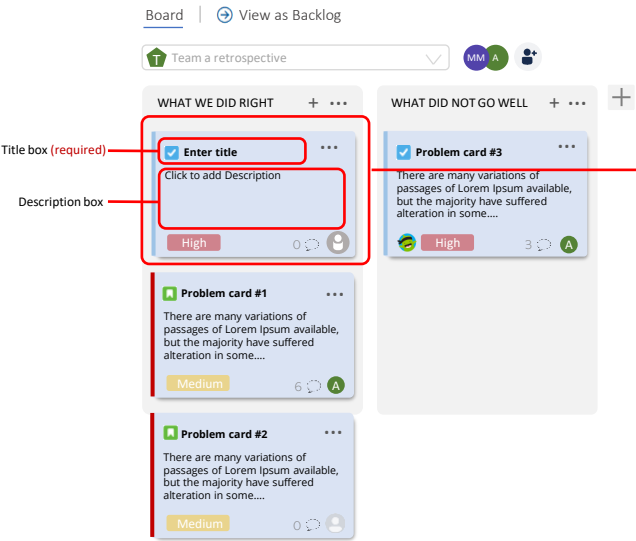 Board
View as Backlog
T
Team a retrospective
MM
A
WHAT WE DID RIGHT
WHAT DID NOT GO WELL
Title box (required)
Enter title
Click to add Description
Description box
High
0
Problem card #3
There are many variations of
passages of Lorem Ipsum available,
but the majority have suffered
alteration in some....
High
3
A
Problem card #1
There are many variations of
passages of Lorem Ipsum available,
but the majority have suffered
alteration in some....
Medium
6
A
Problem card #2
There are many variations of
passages of Lorem Ipsum available,
but the majority have suffered
alteration in some....
Medium
0